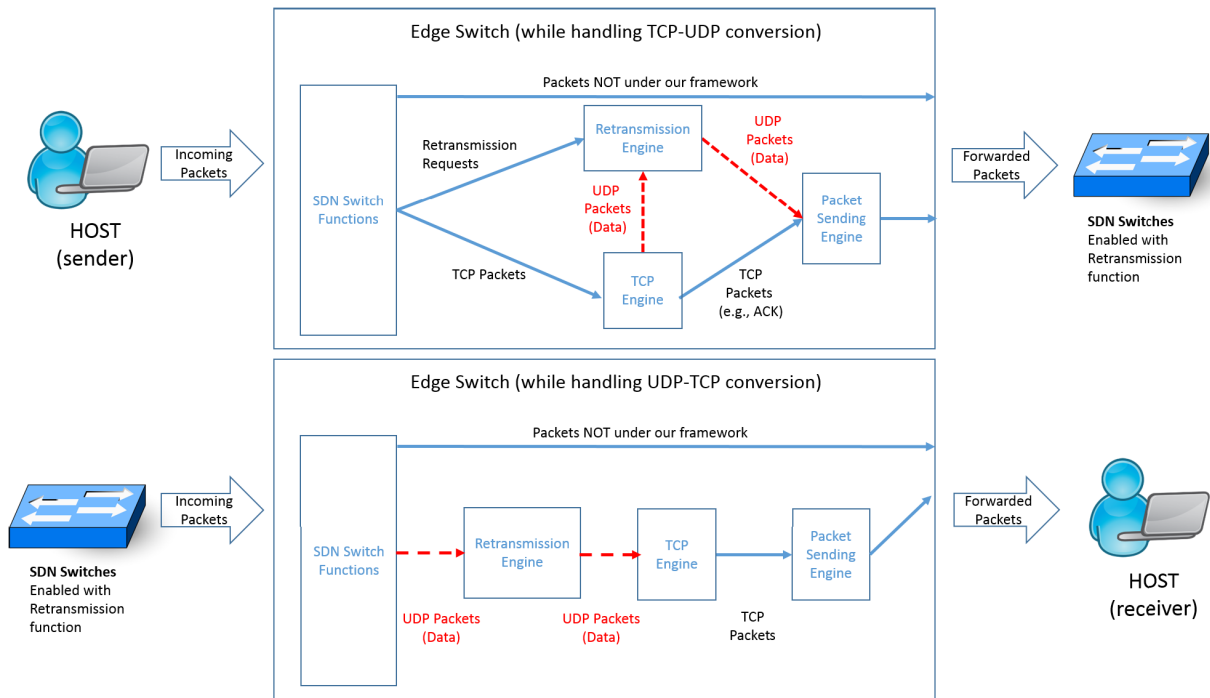 Edge Switch (while handling TCP-UDP conversion)
Packets NOT under our framework
Incoming
Packets
HOST
(sender)
SDN Switch
Functions
Retransmission
Requests
TCP Packets
Retransmission
Engine
UDP
Packets
(Data)
TCP
Engine
UDP
Packets
(Data)
TCP
Packets
(e.g., ACK)
Packet
Sending
Engine
Forwarded
Packets
SDN Switches
Enabled with
Retransmission
function
Edge Switch (while handling UDP-TCP conversion)
Packets NOT under our framework
SDN Switches
Enabled with
Retransmission
function
Incoming
Packets
SDN Switch
Functions
UDP Packets
(Data)
Retransmission
Engine
UDP Packets
(Data)
TCP
Engine
TCP
Packets
Packet
Sending
Engine
Forwarded
Packets
HOST
(receiver)